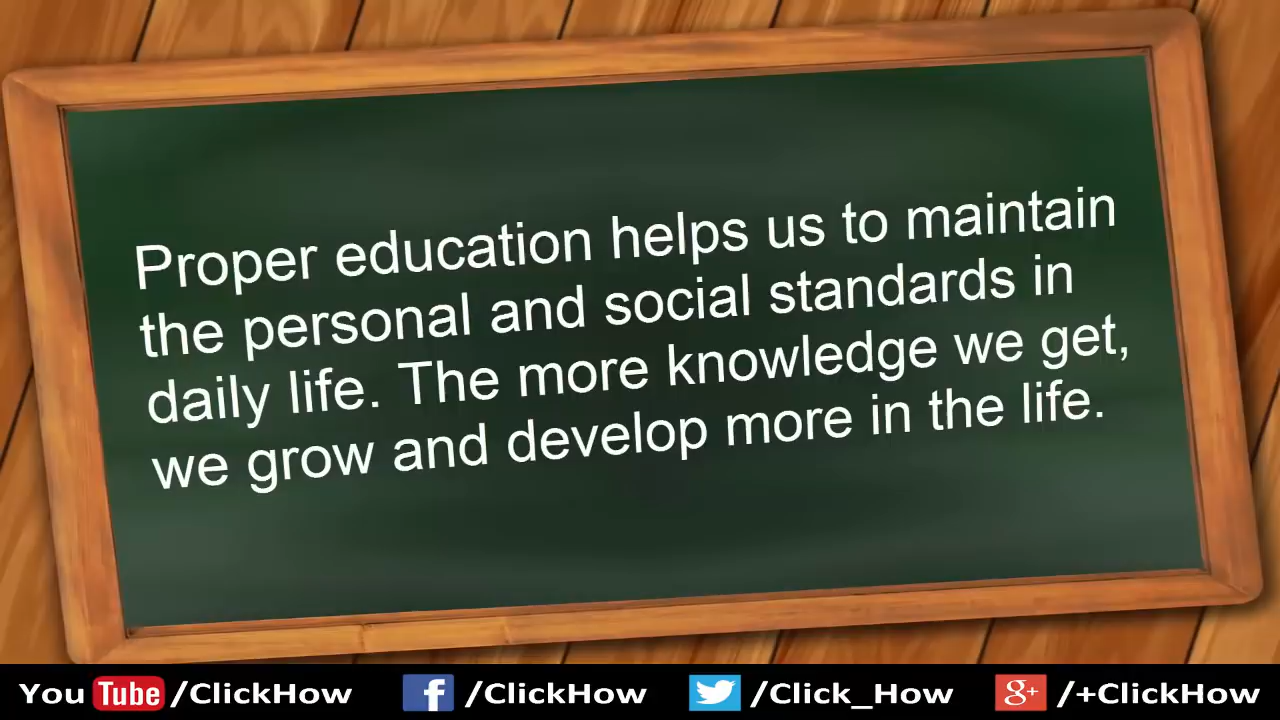 Proper education helps us to maintain
the personal and social standards in
daily life. The more knowledge we get,
we grow and develop more in the life.
You Tube /ClickHow f /ClickHow /Click_How g+ /+ClickHow